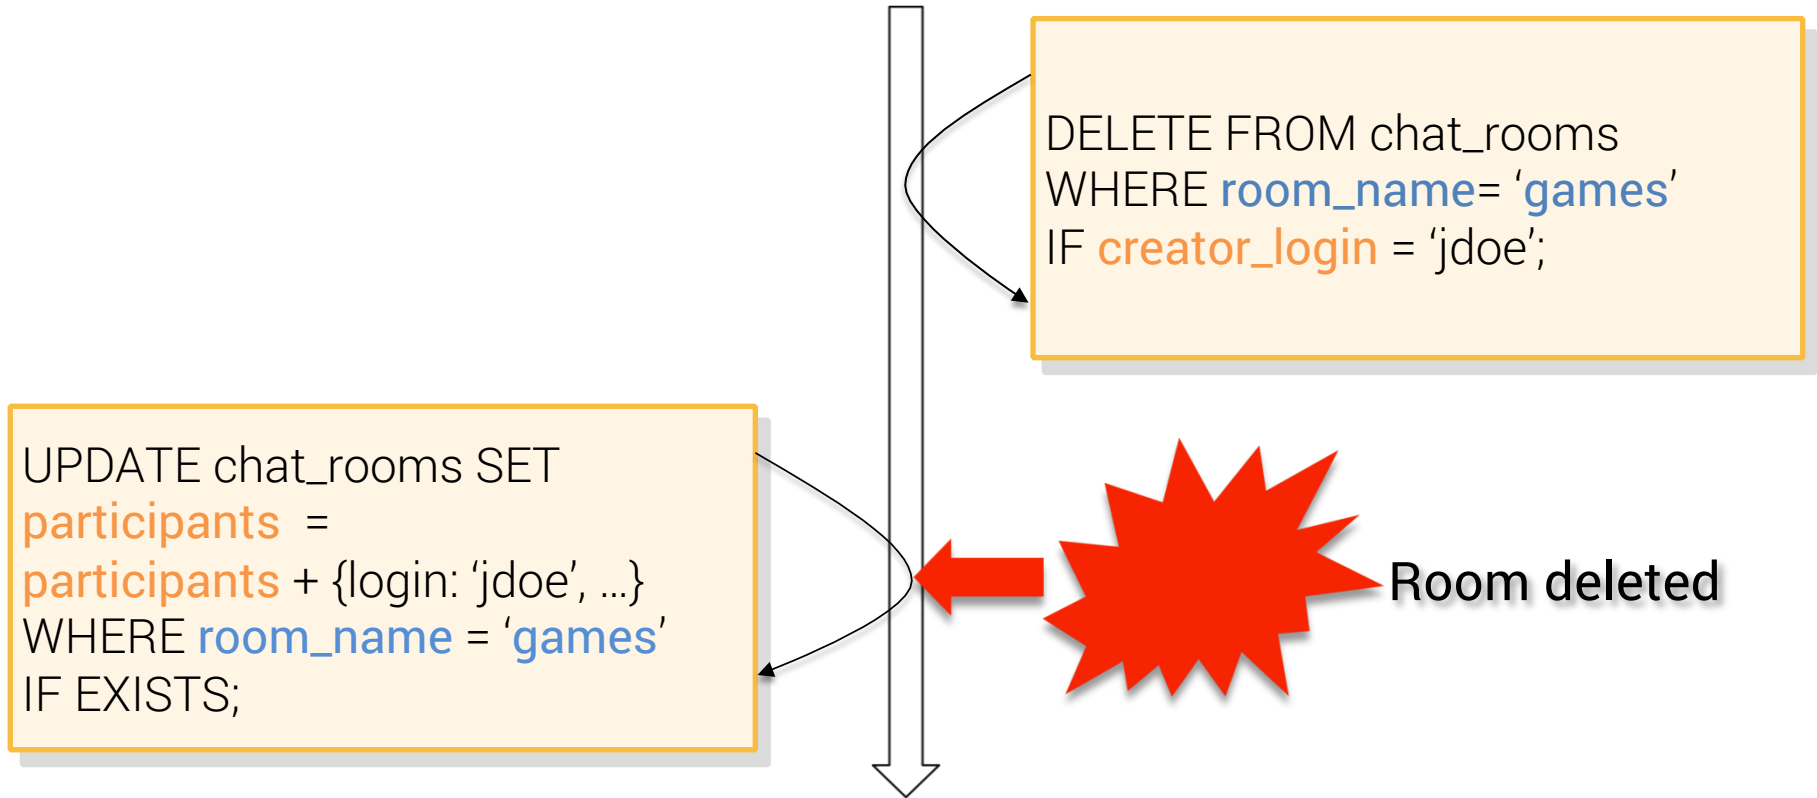 DELETE FROM chat_rooms
WHERE room_name= ‘games’
IF creator_login = ‘jdoe’;
UPDATE chat_rooms SET
participants =
participants + {login: ‘jdoe’, ...}
WHERE room_name = ‘games’
IF EXISTS;
Room deleted